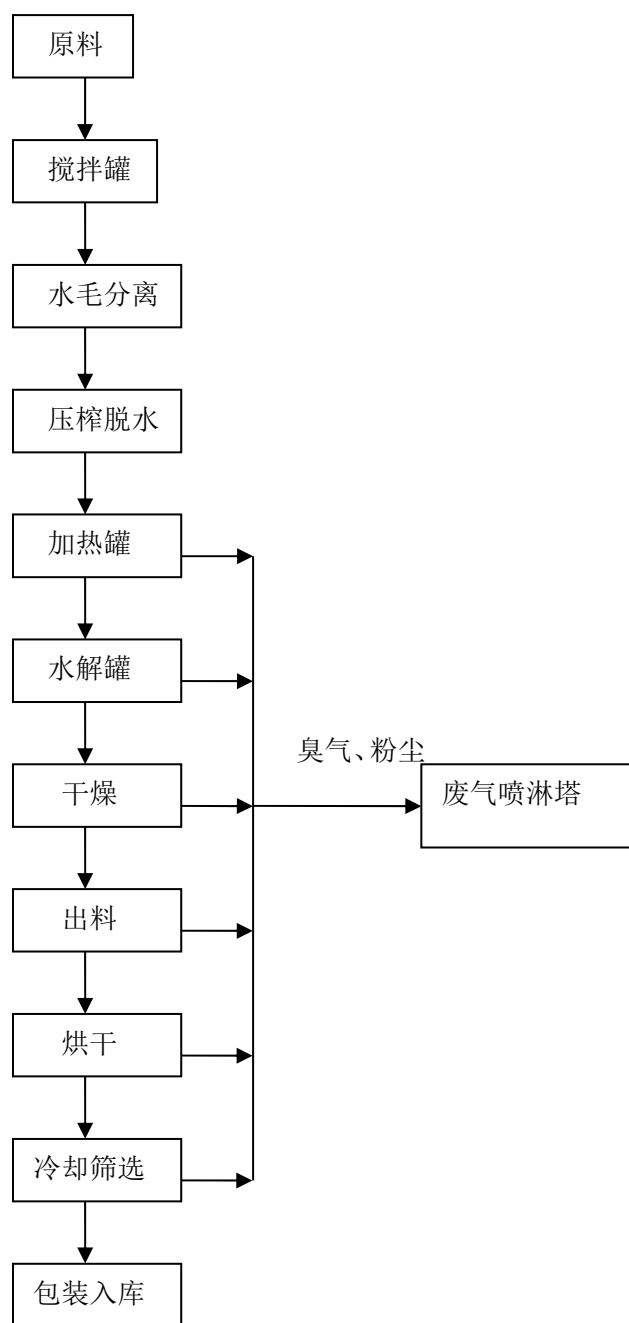 原料
搅拌罐
水毛分离
压榨脱水
加热罐
水解罐
臭气、粉尘
干燥
废气喷淋塔
出料
烘干
冷却筛选
包装入库